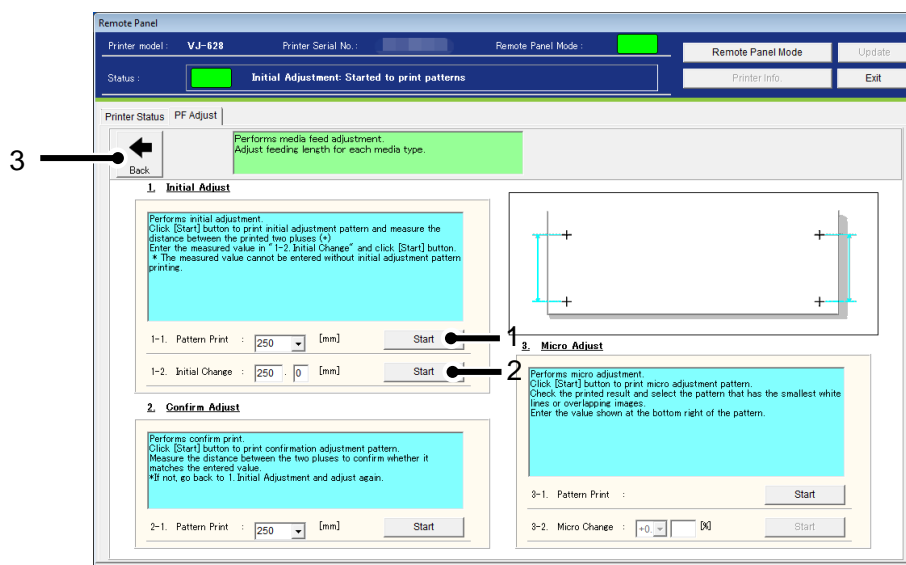 Remote Panel
Printer model : VJ-628 Printer Serial No. : Remote Panel Mode :
Remote Panel Mode Update
Status : Initial Adjustment: Started to print patterns
Printer Info. Exit
Printer Status PF Adjust
3
Back
Performs media feed adjustment.
Adjust feeding length for each media type.
1. Initial Adjust
Performs initial adjustment.
Click [Start] button to print initial adjustment pattern and measure the
distance between the printed two pluses (+)
Enter the measured value in "1-2. Initial Change" and click [Start] button.
* The measured value cannot be entered without initial adjustment pattern
printing.
1-1. Pattern Print : 250 [mm] Start 1
1-2. Initial Change : 250 . 0 [mm] Start 2
2. Confirm Adjust
Performs confirm print.
Click [Start] button to print confirmation adjustment pattern.
Measure the distance between the two pluses to confirm whether it
matches the entered value.
*If not, go back to 1. Initial Adjustment and adjust again.
2-1. Pattern Print : 250 [mm] Start
3. Micro Adjust
Performs micro adjustment.
Click [Start] button to print micro adjustment pattern.
Check the printed result and select the pattern that has the smallest white
lines or overlapping images.
Enter the value shown at the bottom right of the pattern.
3-1. Pattern Print : Start
3-2. Micro Change : +0. [%] Start